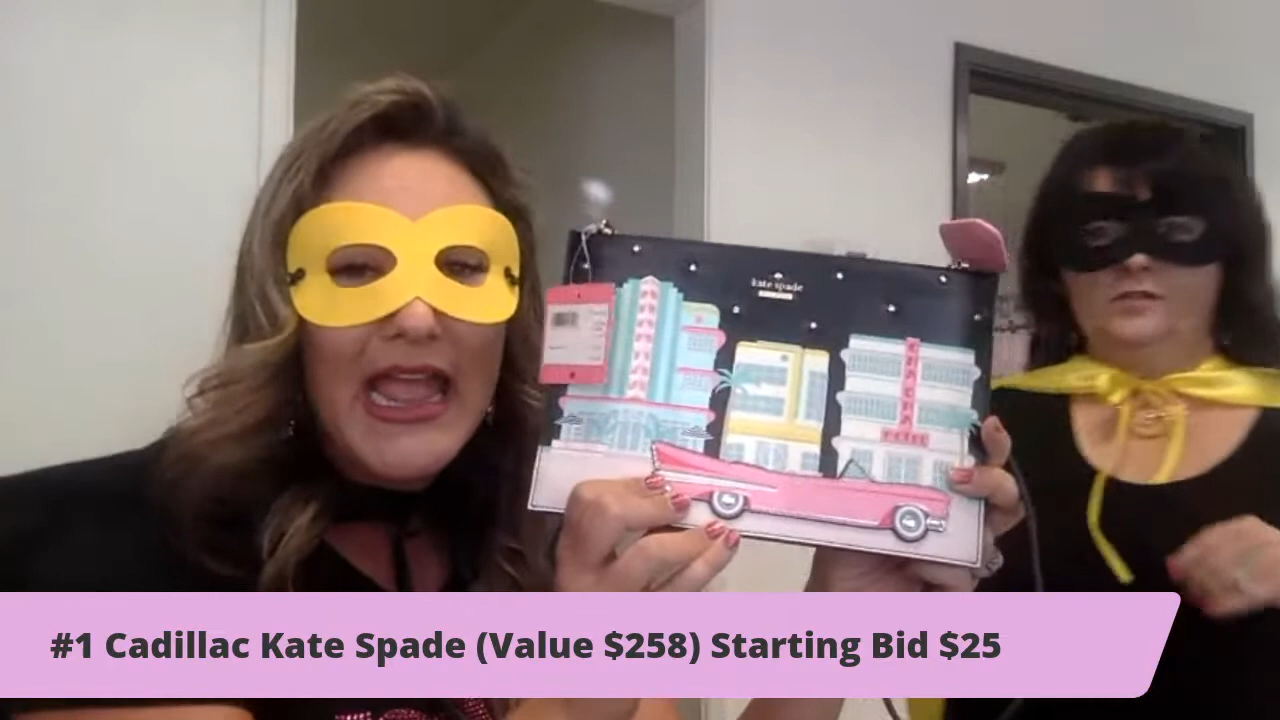 kate spade
#1 Cadillac Kate Spade (Value $258) Starting Bid $25